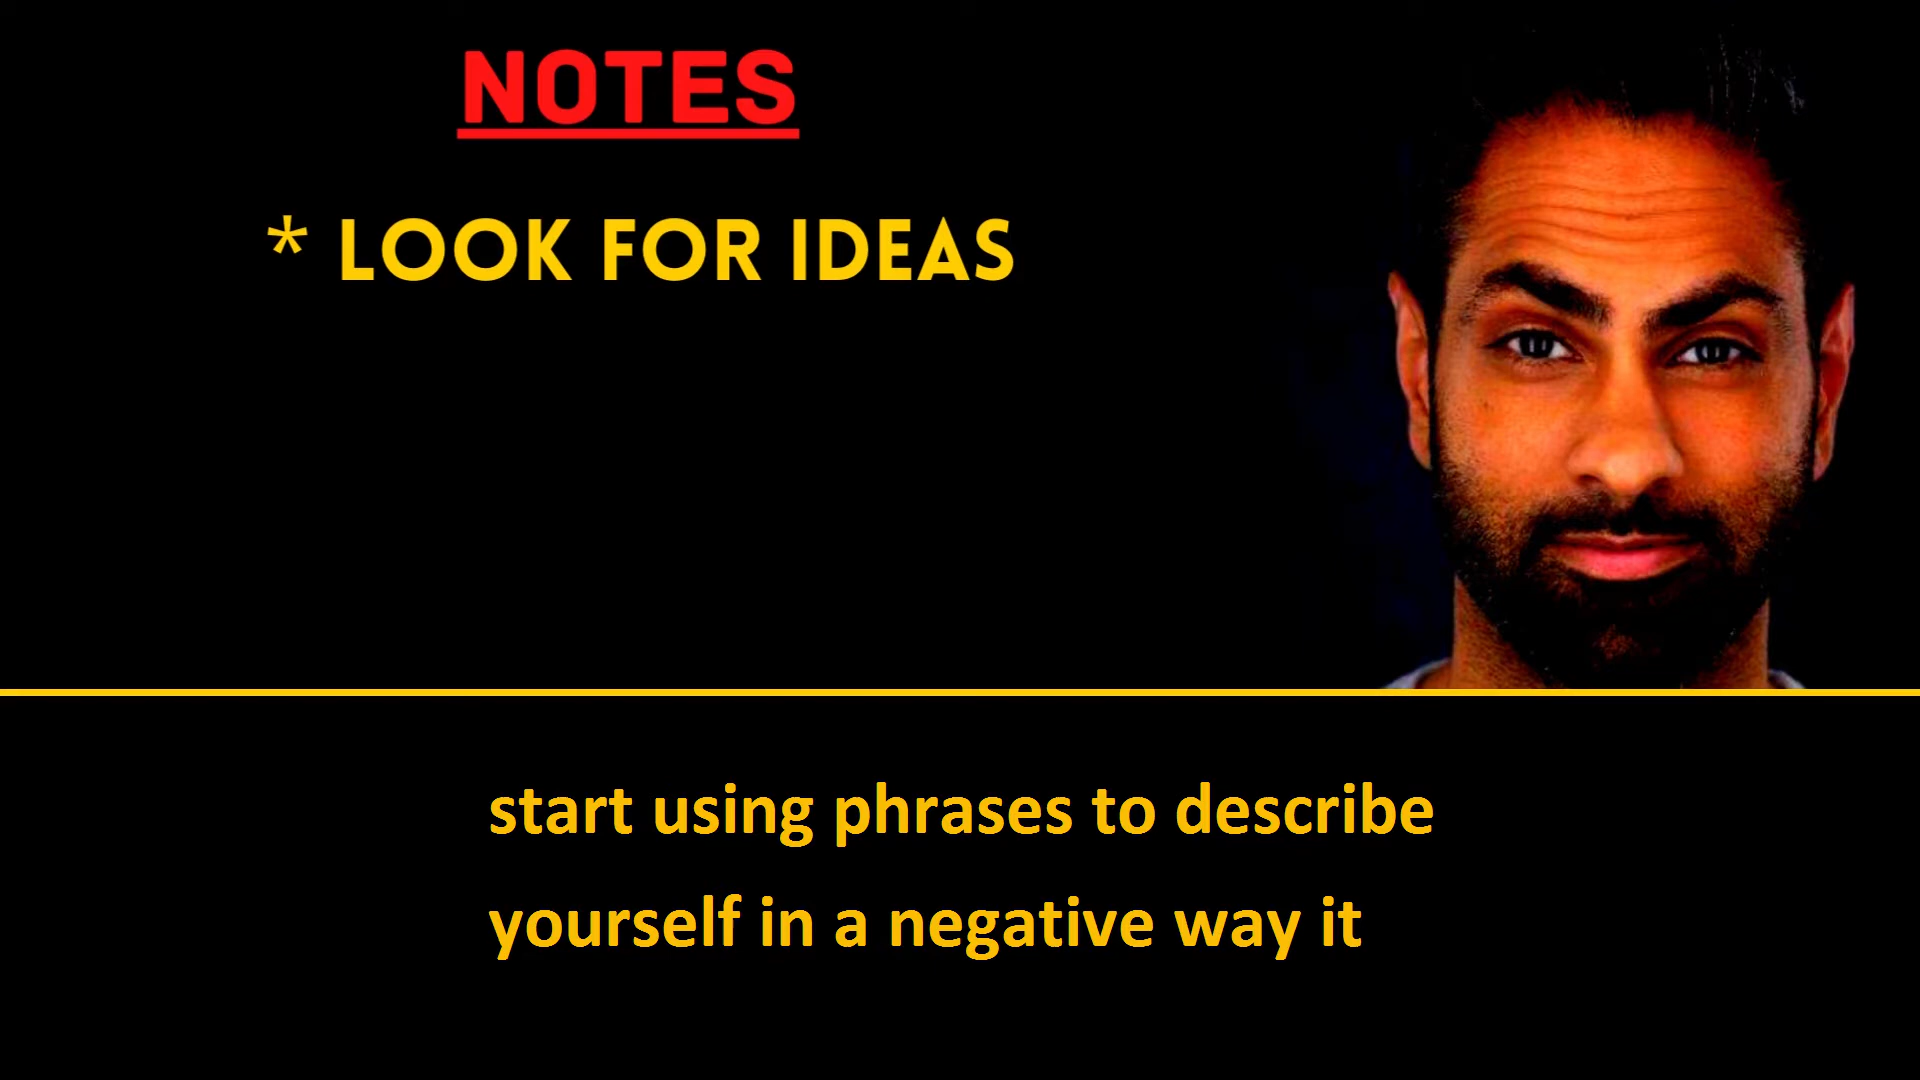 NOTES
* LOOK FOR IDEAS
start using phrases to describe
yourself in a negative way it